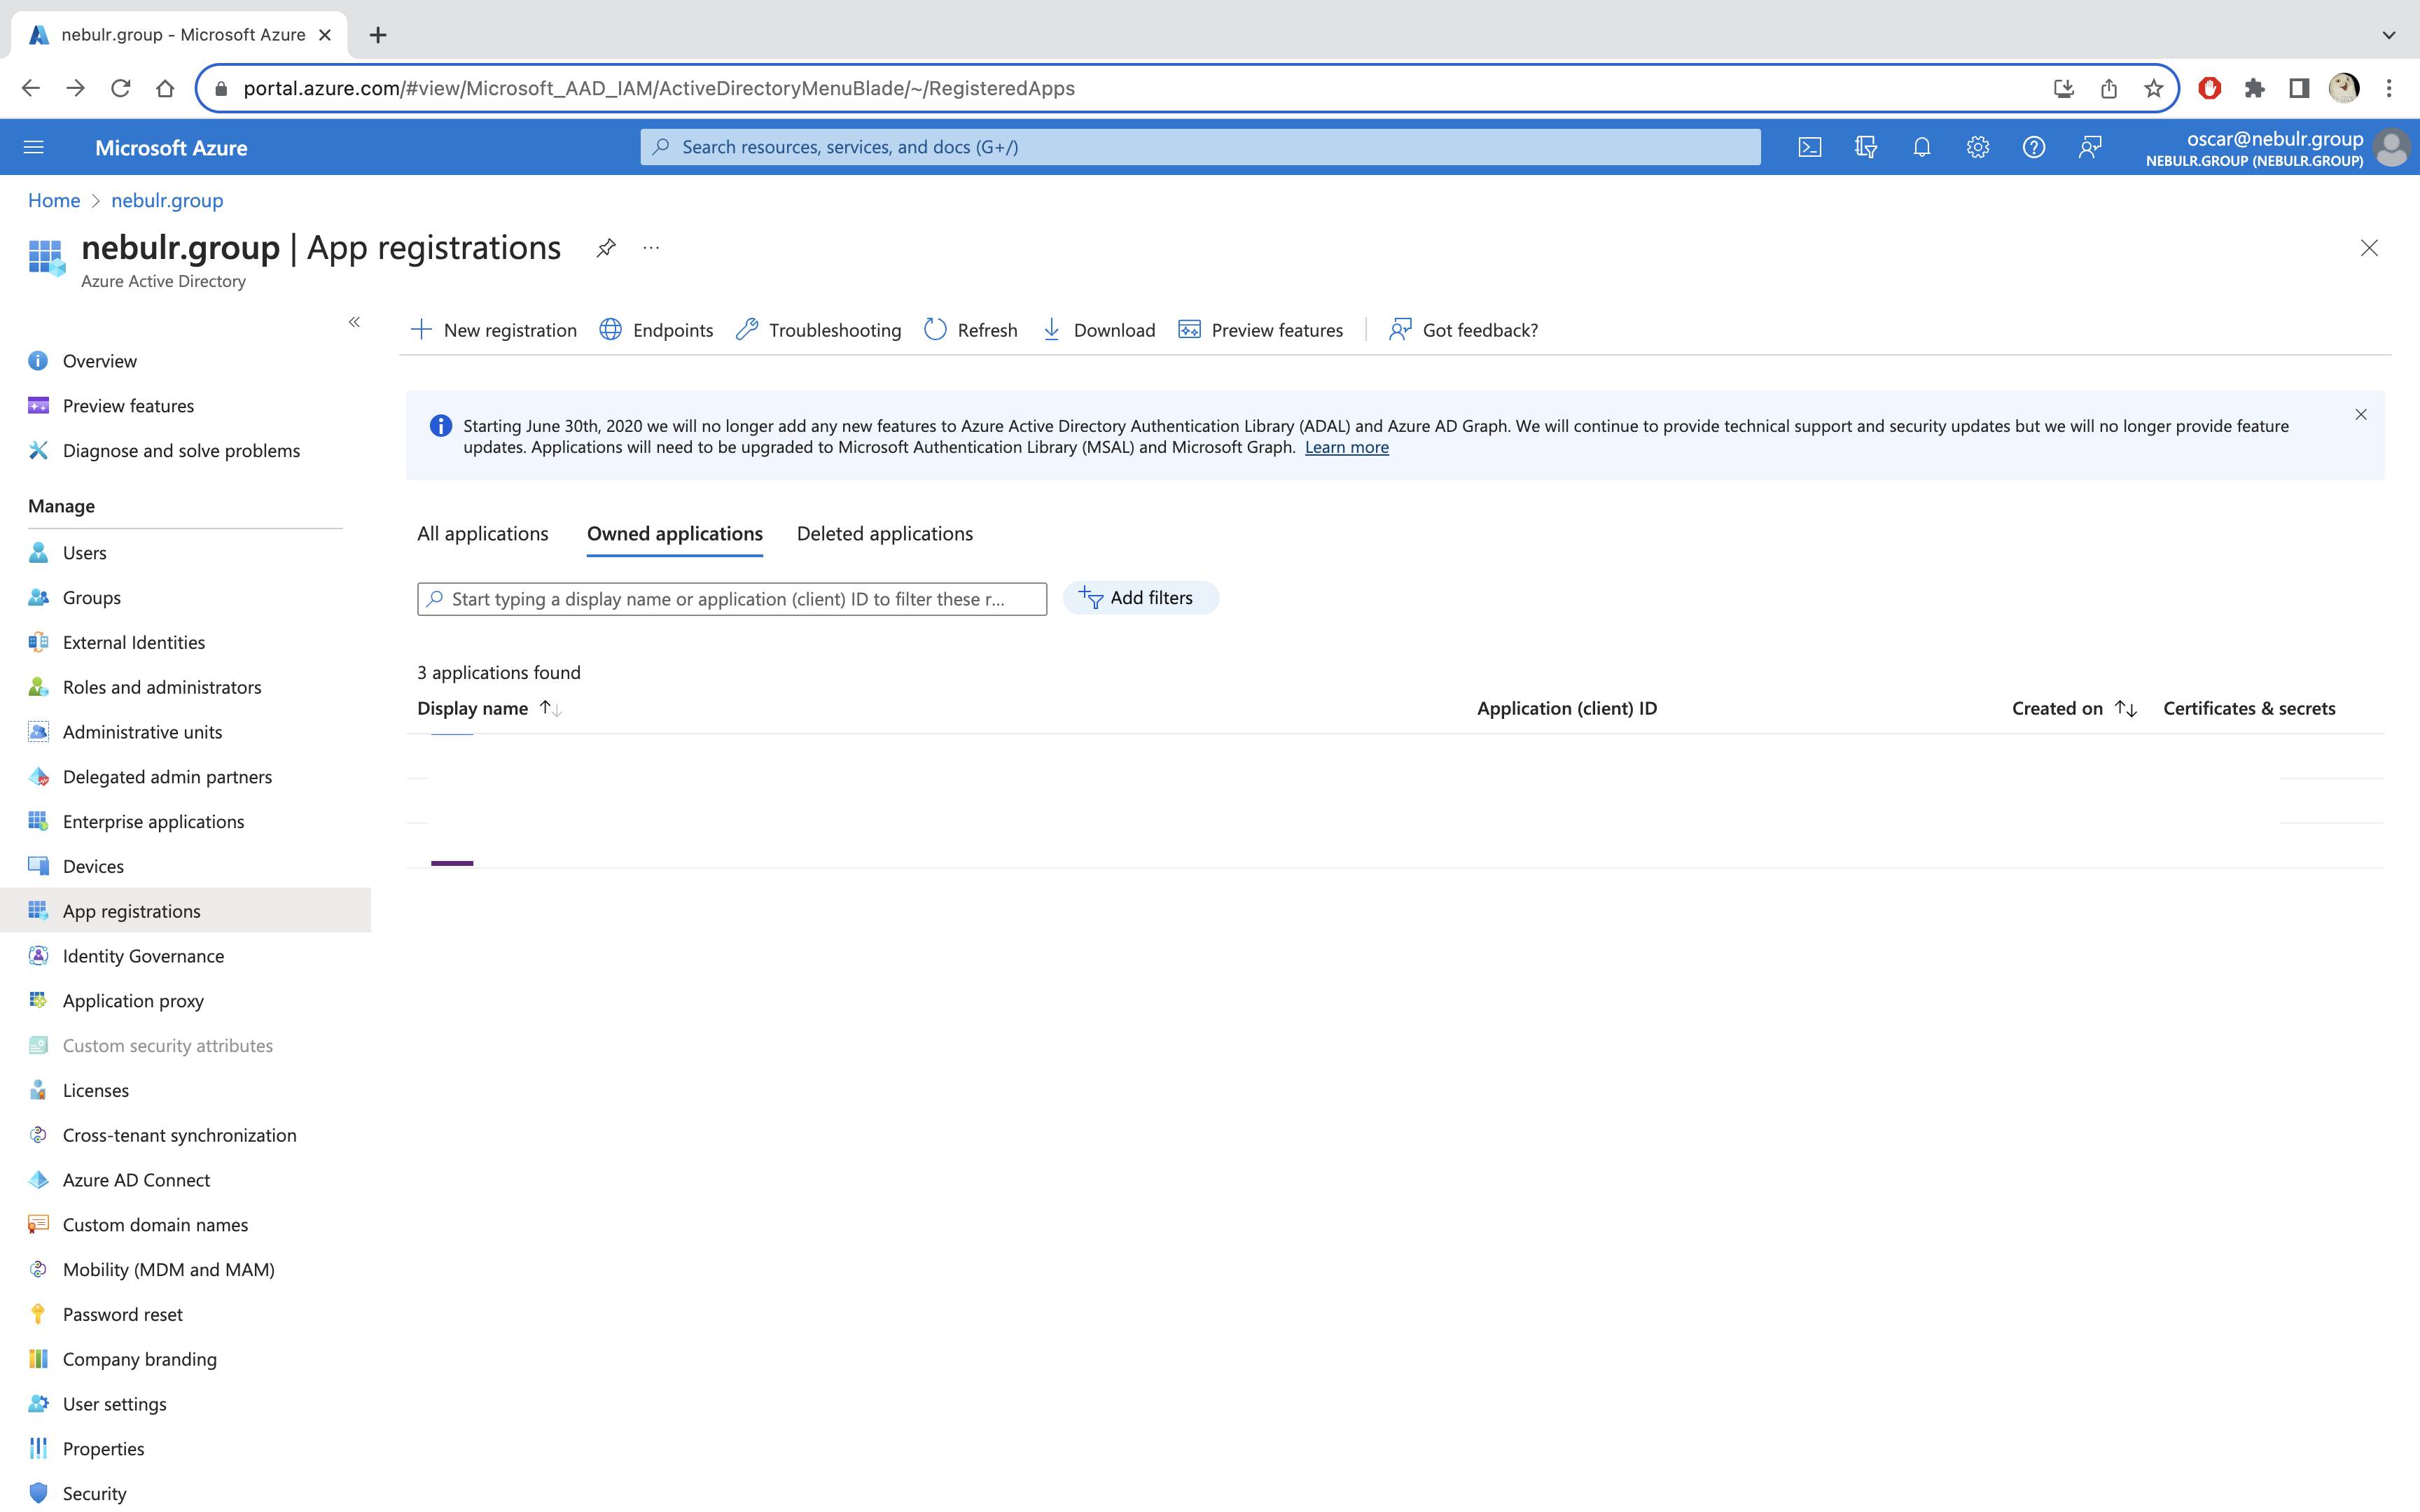 nebulr.group - Microsoft Azure
portal.azure.com/#view/Microsoft_AAD_IAM/ActiveDirectoryMenuBlade/~/RegisteredApps
Microsoft Azure
Search resources, services, and docs (G+/)
oscar@nebulr.group
NEBULR.GROUP (NEBULR.GROUP)
Home > nebulr.group
nebulr.group | App registrations
Azure Active Directory
New registration
Endpoints
Troubleshooting
Refresh
Download
Preview features
Got feedback?
Overview
Preview features
Diagnose and solve problems
Manage
Users
Groups
External Identities
Roles and administrators
Administrative units
Delegated admin partners
Enterprise applications
Devices
App registrations
Identity Governance
Application proxy
Custom security attributes
Licenses
Cross-tenant synchronization
Azure AD Connect
Custom domain names
Mobility (MDM and MAM)
Password reset
Company branding
User settings
Properties
Security
Starting June 30th, 2020 we will no longer add any new features to Azure Active Directory Authentication Library (ADAL) and Azure AD Graph. We will continue to provide technical support and security updates but we will no longer provide feature
updates. Applications will need to be upgraded to Microsoft Authentication Library (MSAL) and Microsoft Graph. Learn more
All applications
Owned applications
Deleted applications
Start typing a display name or application (client) ID to filter these r...
Add filters
3 applications found
Display name
Application (client) ID
Created on
Certificates & secrets